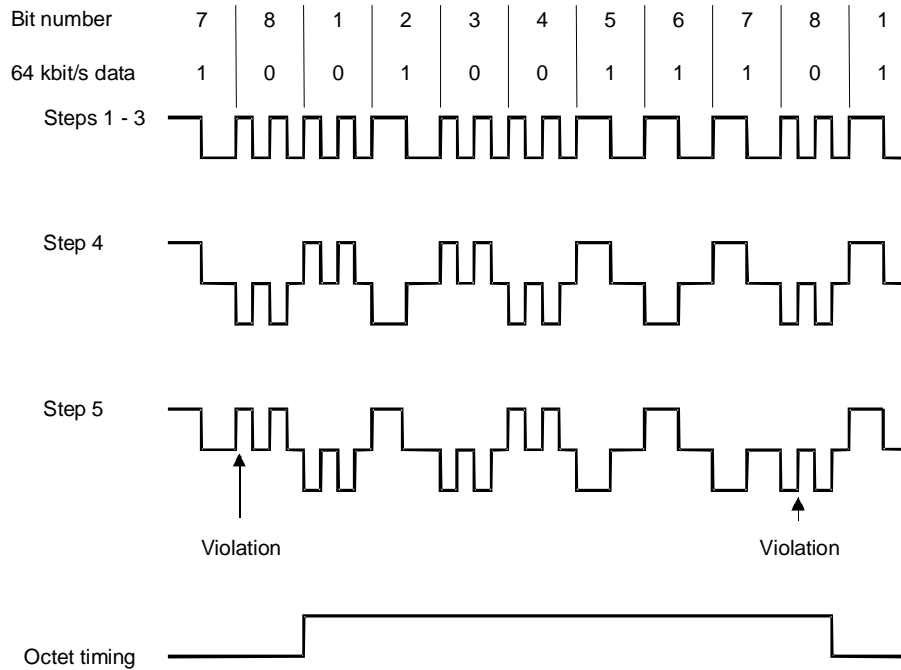 Bit number 7 8 1 2 3 4 5 6 7 8 1
64 kbit/s data 1 0 0 1 0 0 1 1 1 0 1
Steps 1 - 3
Step 4
Step 5
Violation Violation
Octet timing